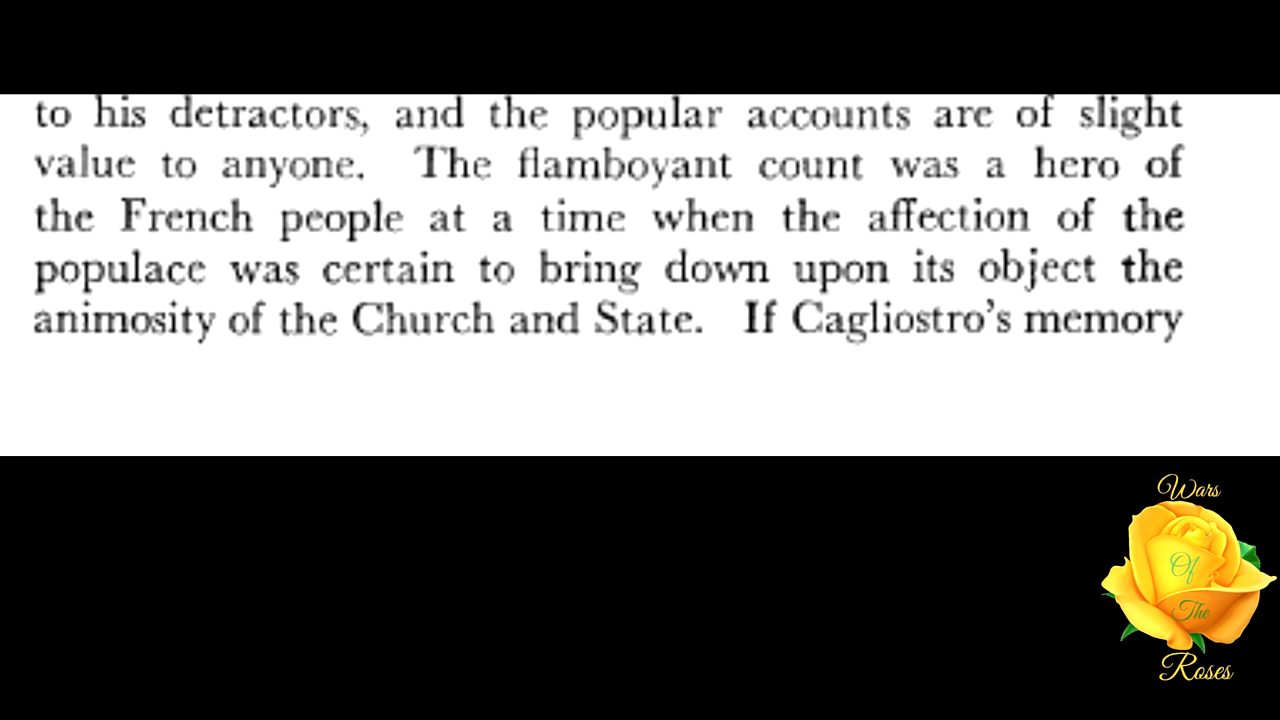 to his detractors, and the popular accounts are of slight
value to anyone. The flamboyant count was a hero of
the French people at a time when the affection of the
populace was certain to bring down upon its object the
animosity of the Church and State. If Cagliostro's memory
Wars
Of
The
Roses